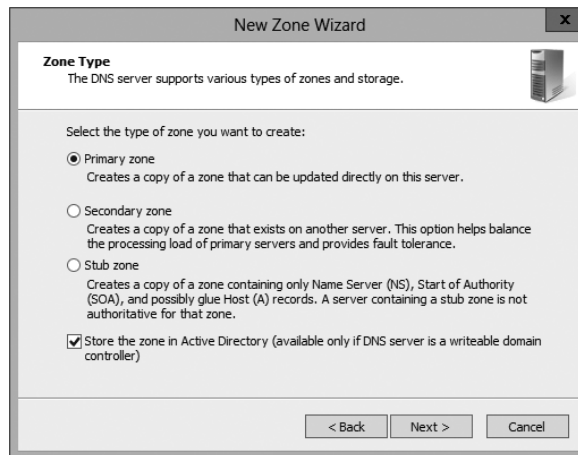 New Zone Wizard
x
Zone Type
The DNS server supports various types of zones and storage.
Select the type of zone you want to create:
Primary zone
Creates a copy of a zone that can be updated directly on this server.
Secondary zone
Creates a copy of a zone that exists on another server. This option helps balance
the processing load of primary servers and provides fault tolerance.
Stub zone
Creates a copy of a zone containing only Name Server (NS), Start of Authority
(SOA), and possibly glue Host (A) records. A server containing a stub zone is not
authoritative for that zone.
Store the zone in Active Directory (available only if DNS server is a writeable domain
controller)
< Back Next > Cancel